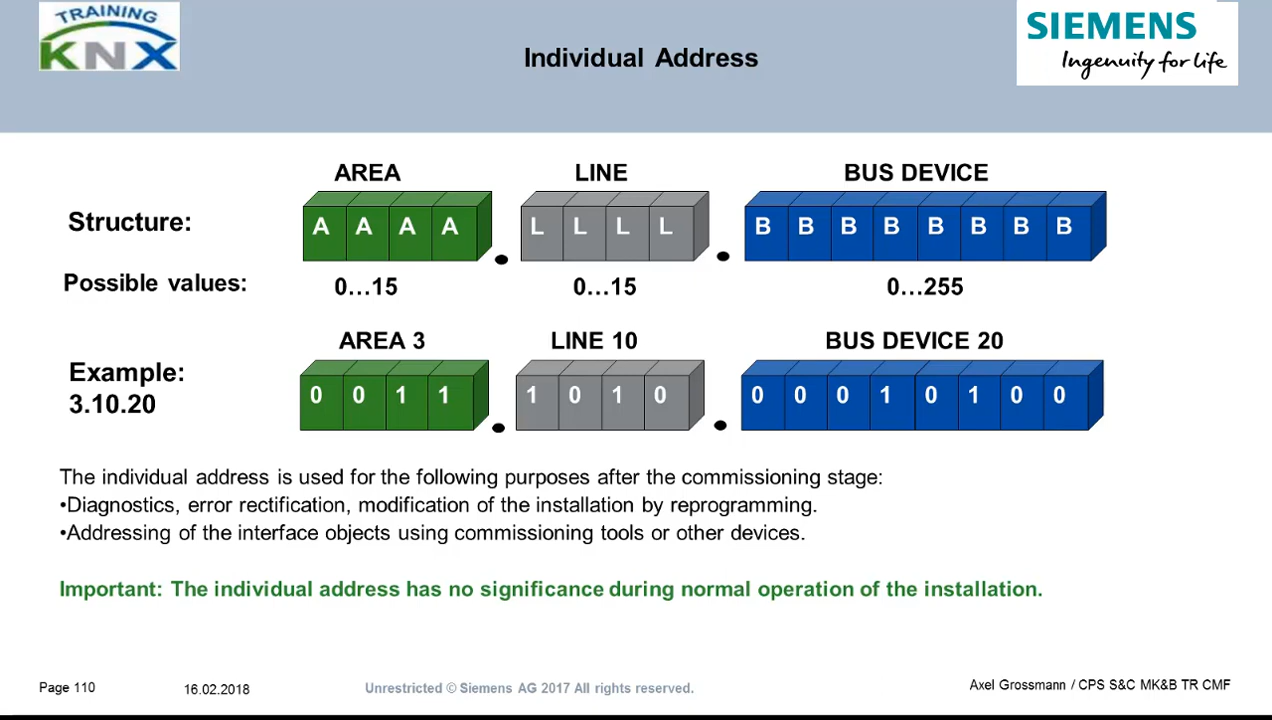 TRAINING
KNX
SIEMENS
Ingenuity for life
Individual Address
AREA LINE BUS DEVICE
Structure: A A A A . L L L L . B B B B B B B B
Possible values: 0…15 0…15 0…255
AREA 3 LINE 10 BUS DEVICE 20
Example:
3.10.20
0 0 1 1 . 1 0 1 0 . 0 0 0 1 0 1 0 0
The individual address is used for the following purposes after the commissioning stage:
•Diagnostics, error rectification, modification of the installation by reprogramming.
•Addressing of the interface objects using commissioning tools or other devices.
Important: The individual address has no significance during normal operation of the installation.
Page 110 16.02.2018 Unrestricted © Siemens AG 2017 All rights reserved. Axel Grossmann / CPS S&C MK&B TR CMF